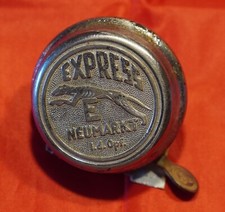 EXPRESS
E
NEUMARKT
i.d.Opf.